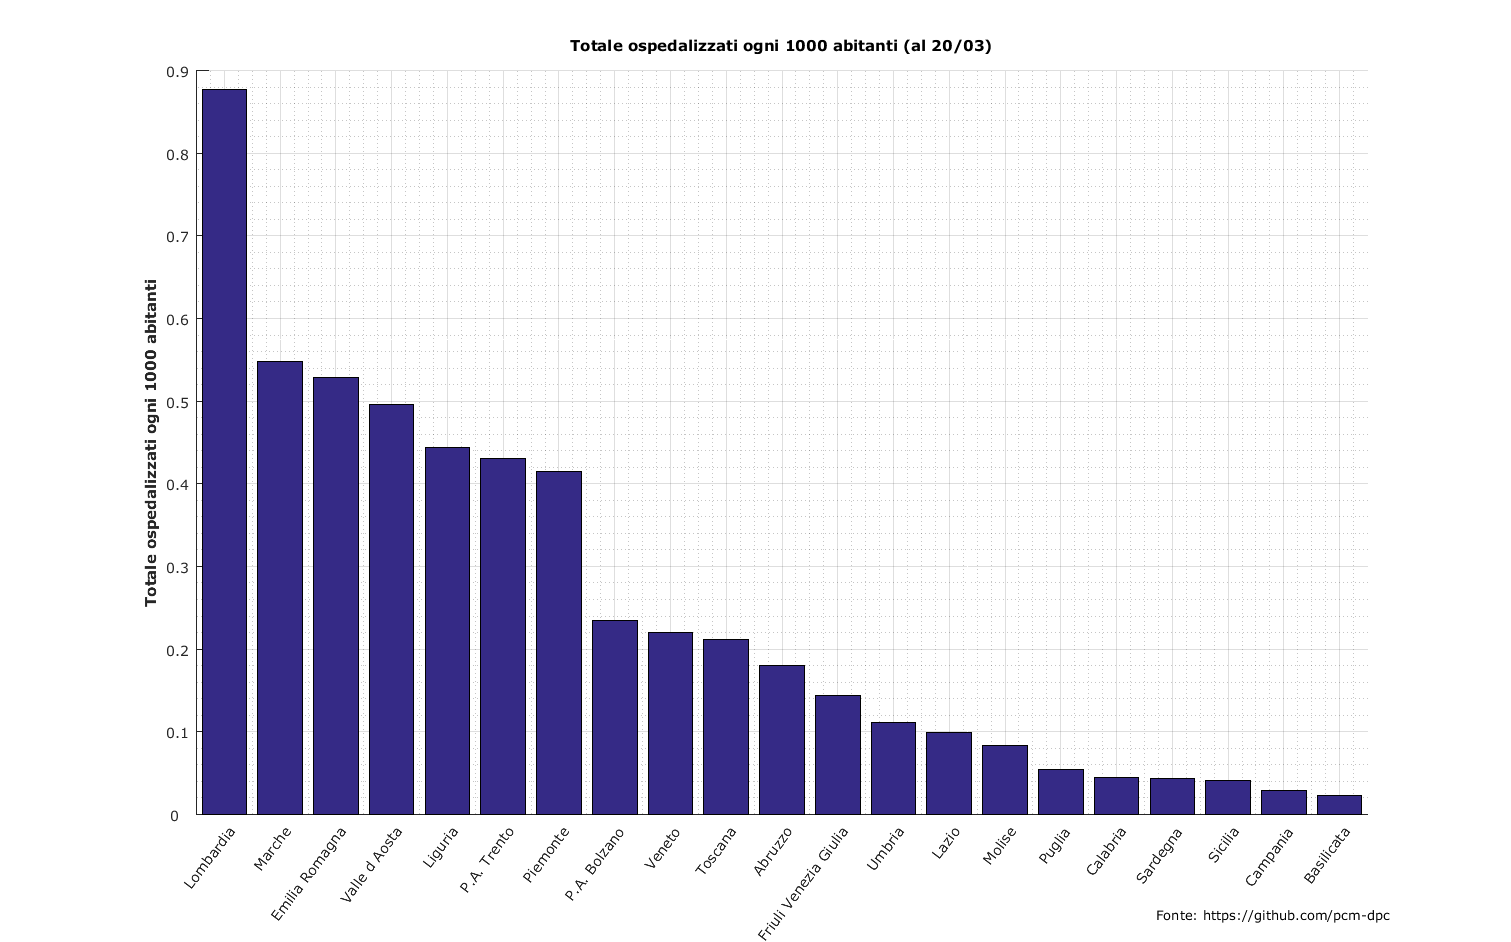 Totale ospedalizzati ogni 1000 abitanti (al 20/03)
Totale ospedalizzati ogni 1000 abitanti
0.9
0.8
0.7
0.6
0.5
0.4
0.3
0.2
0.1
0
Lombardia
Marche
Emilia Romagna
Valle d Aosta
Liguria
P.A. Trento
Piemonte
P.A. Bolzano
Veneto
Toscana
Abruzzo
Friuli Venezia Giulia
Umbria
Lazio
Molise
Puglia
Calabria
Sardegna
Sicilia
Campania
Basilicata
Fonte: https://github.com/pcm-dpc